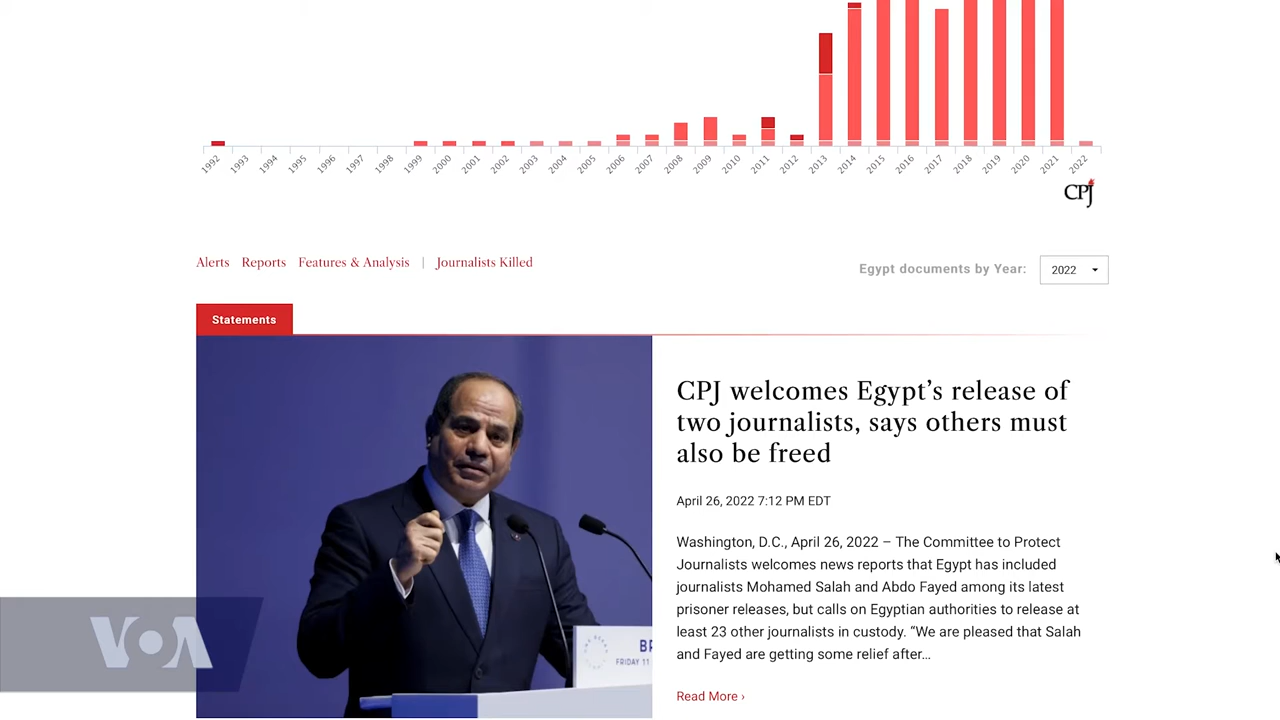 1992 1993 1994 1995 1996 1997 1998 1999 2000 2001 2002 2003 2004 2005 2006 2007 2008 2009 2010 2011 2012 2013 2014 2015 2016 2017 2018 2019 2020 2021 2022
CPJ
Alerts Reports Features & Analysis | Journalists Killed
Egypt documents by Year: 2022
Statements
CPJ welcomes Egypt’s release of
two journalists, says others must
also be freed
April 26, 2022 7:12 PM EDT
Washington, D.C., April 26, 2022 – The Committee to Protect
Journalists welcomes news reports that Egypt has included
journalists Mohamed Salah and Abdo Fayed among its latest
prisoner releases, but calls on Egyptian authorities to release at
least 23 other journalists in custody. “We are pleased that Salah
and Fayed are getting some relief after…
Read More ›
BR
FRIDAY 11
VOA